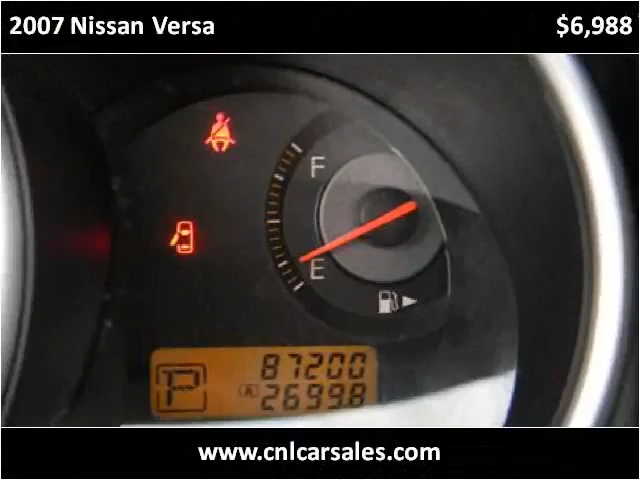 2007 Nissan Versa $6,988
F
E
87200
P A 2699.8
www.cnlcarsales.com